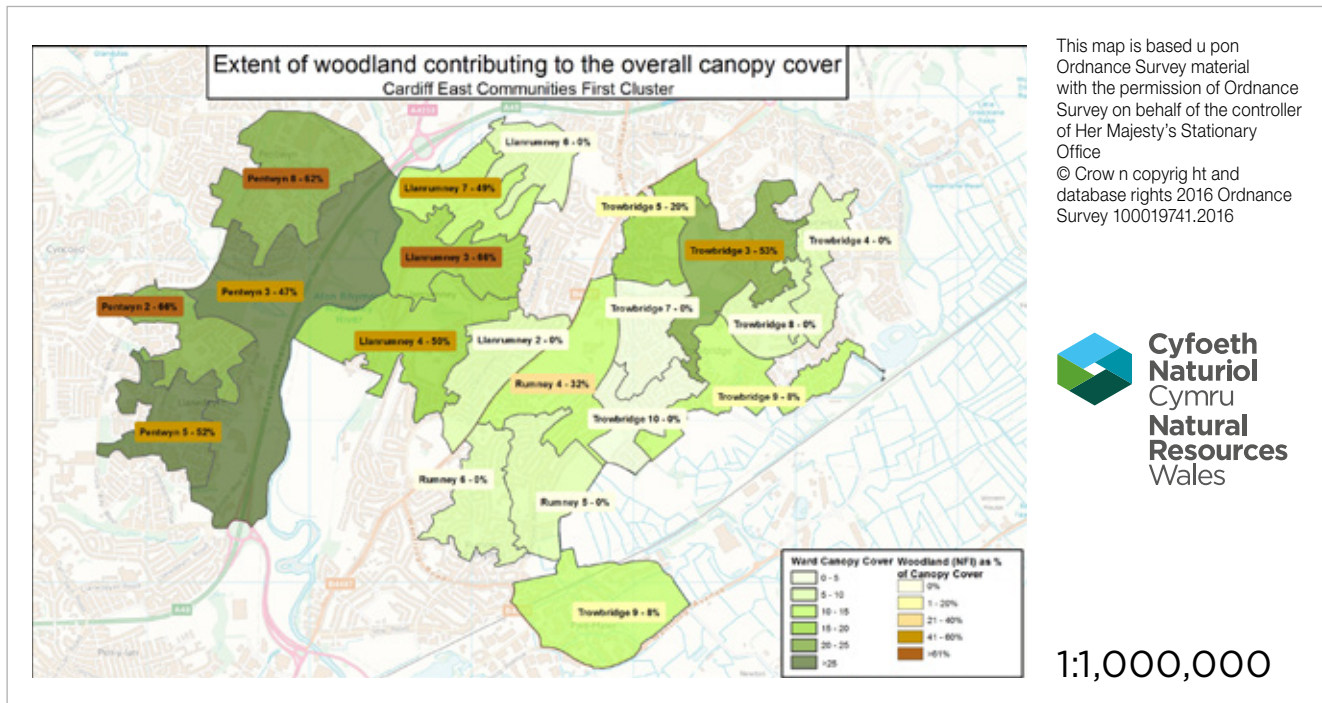 Extent of woodland contributing to the overall canopy cover
Cardiff East Communities First Cluster
Llanrumney 6 - 0%
Pentwyn 8 - 62%
Llanrumney 7 - 49%
Trowbridge 5 - 20%
Trowbridge 4 - 0%
Trowbridge 3 - 53%
Llanrumney 3 - 68%
Pentwyn 3 - 47%
Pentwyn 2 - 66%
Trowbridge 7 - 0%
Trowbridge 8 - 0%
Llanrumney 4 - 50%
Llanrumney 2 - 0%
Rumney 4 - 32%
Trowbridge 9 - 8%
Trowbridge 10 - 0%
Pentwyn 5 - 52%
Rumney 6 - 0%
Rumney 5 - 0%
Trowbridge 9 - 8%
Ward Canopy Cover
0 - 5
5 - 10
10 - 15
15 - 20
20 - 25
>25
Woodland (NFI) as %
of Canopy Cover
0%
1 - 20%
21 - 40%
41 - 60%
>61%
This map is based u pon
Ordnance Survey material
with the permission of Ordnance
Survey on behalf of the controller
of Her Majesty's Stationary
Office
© Crow n copyrig ht and
database rights 2016 Ordnance
Survey 100019741.2016
Cyfoeth
Naturiol
Cymru
Natural
Resources
Wales
1:1,000,000